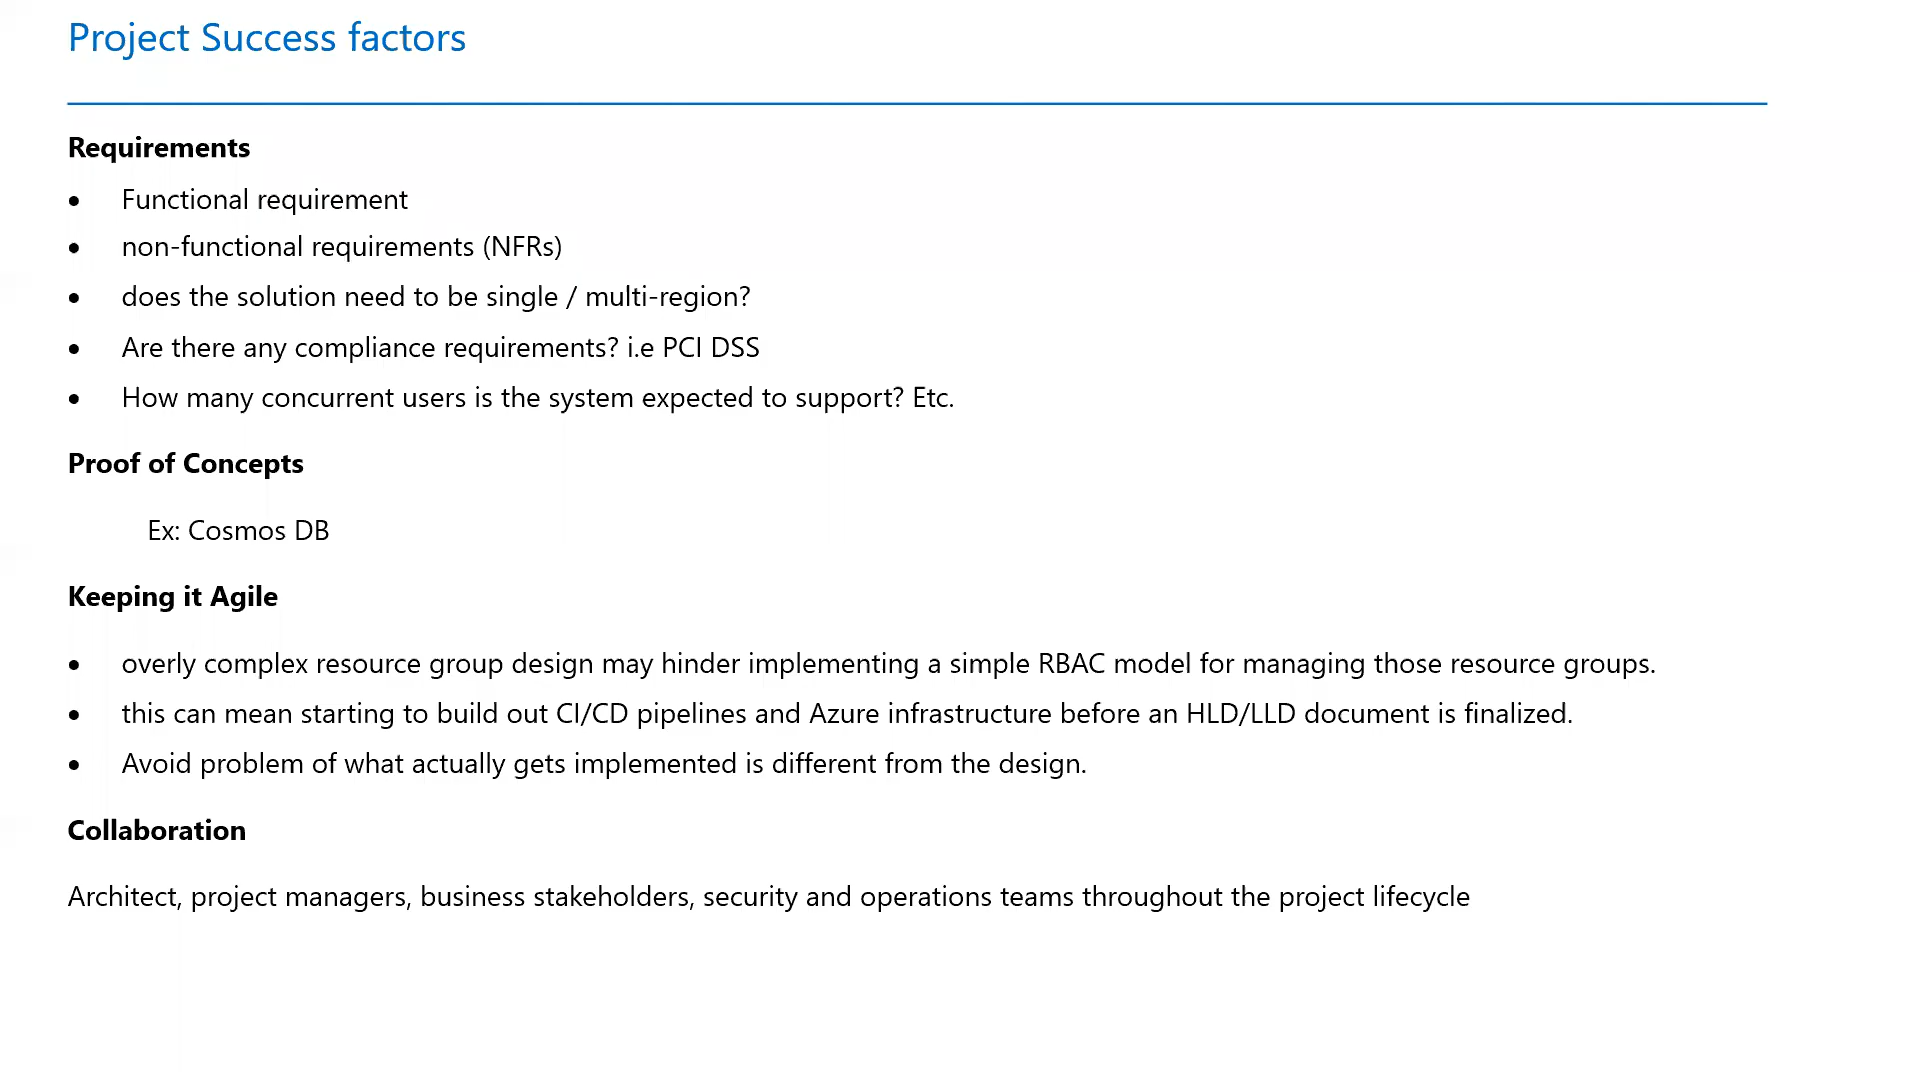 Project Success factors
Requirements
• Functional requirement
• non-functional requirements (NFRs)
• does the solution need to be single / multi-region?
• Are there any compliance requirements? i.e PCI DSS
• How many concurrent users is the system expected to support? Etc.
Proof of Concepts
Ex: Cosmos DB
Keeping it Agile
• overly complex resource group design may hinder implementing a simple RBAC model for managing those resource groups.
• this can mean starting to build out CI/CD pipelines and Azure infrastructure before an HLD/LLD document is finalized.
• Avoid problem of what actually gets implemented is different from the design.
Collaboration
Architect, project managers, business stakeholders, security and operations teams throughout the project lifecycle